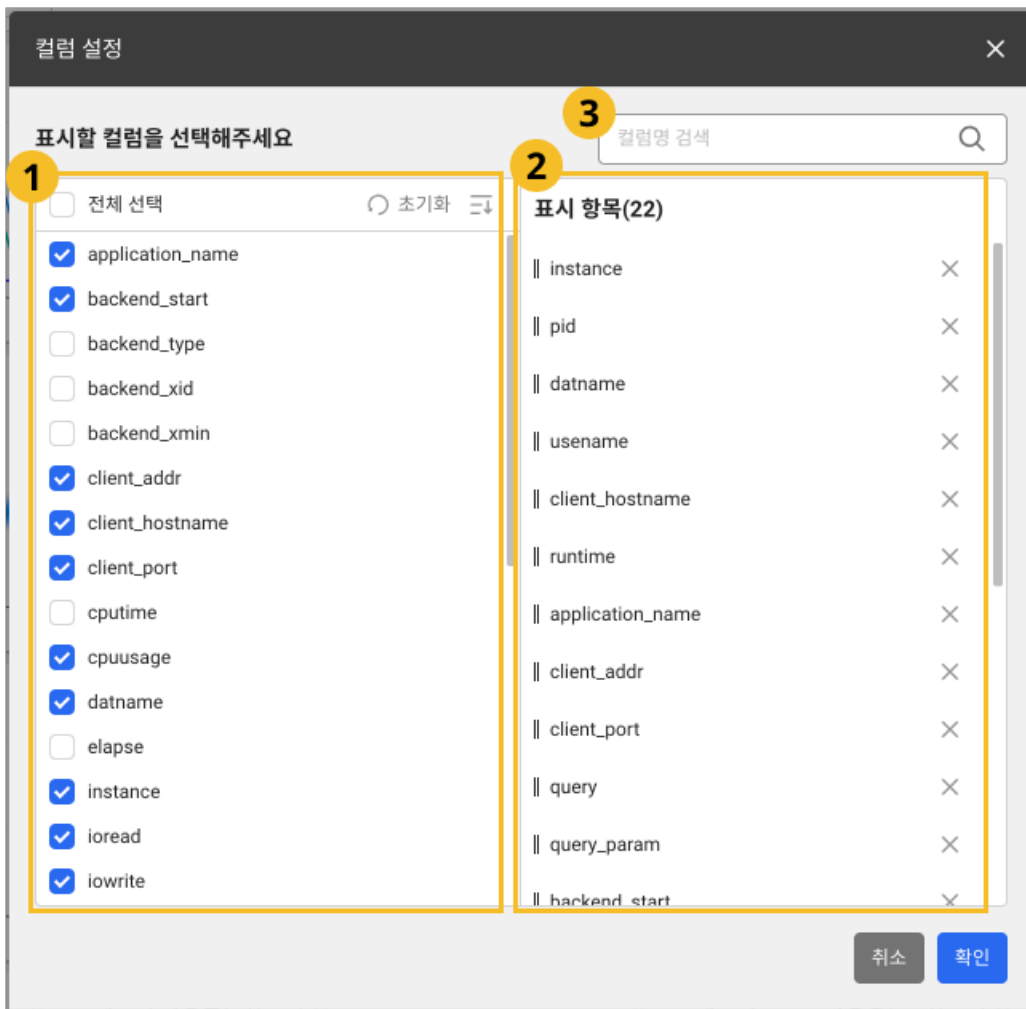 컬럼 설정
표시할 컬럼을 선택해주세요
3
컬럼명 검색
1
전체 선택
초기화
application_name
backend_start
backend_type
backend_xid
backend_xmin
client_addr
client_hostname
client_port
cputime
cpuusage
datname
elapse
instance
ioread
iowrite
2
표시 항목(22)
instance
pid
datname
usename
client_hostname
runtime
application_name
client_addr
client_port
query
query_param
backend_start
취소
확인